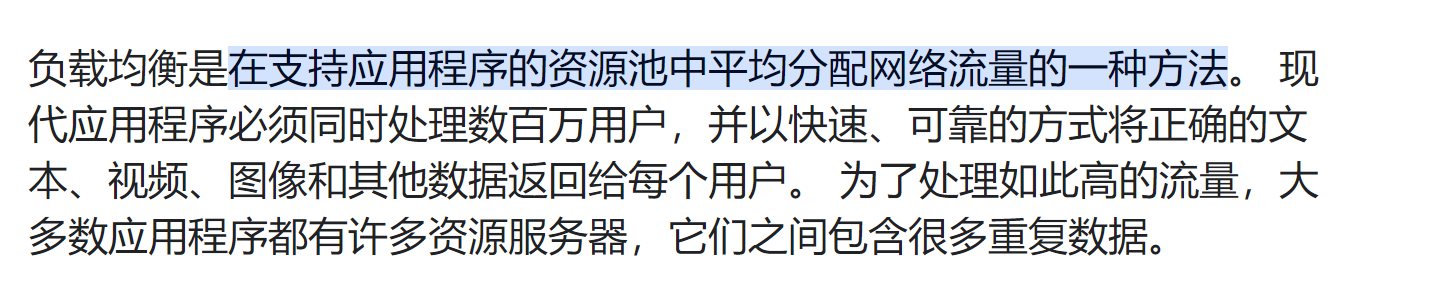 负载均衡是在支持应用程序的资源池中平均分配网络流量的一种方法。 现
代应用程序必须同时处理数百万用户，并以快速、可靠的方式将正确的文
本、视频、图像和其他数据返回给每个用户。 为了处理如此高的流量，大
多数应用程序都有许多资源服务器，它们之间包含很多重复数据。